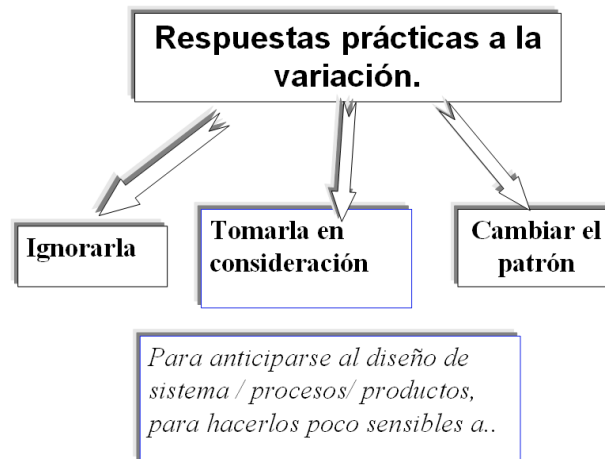 Respuestas prácticas a la
variación.
Ignorarla
Tomarla en
consideración
Cambiar el
patrón
Para anticiparse al diseño de
sistema / procesos/ productos,
para hacerlos poco sensibles a..